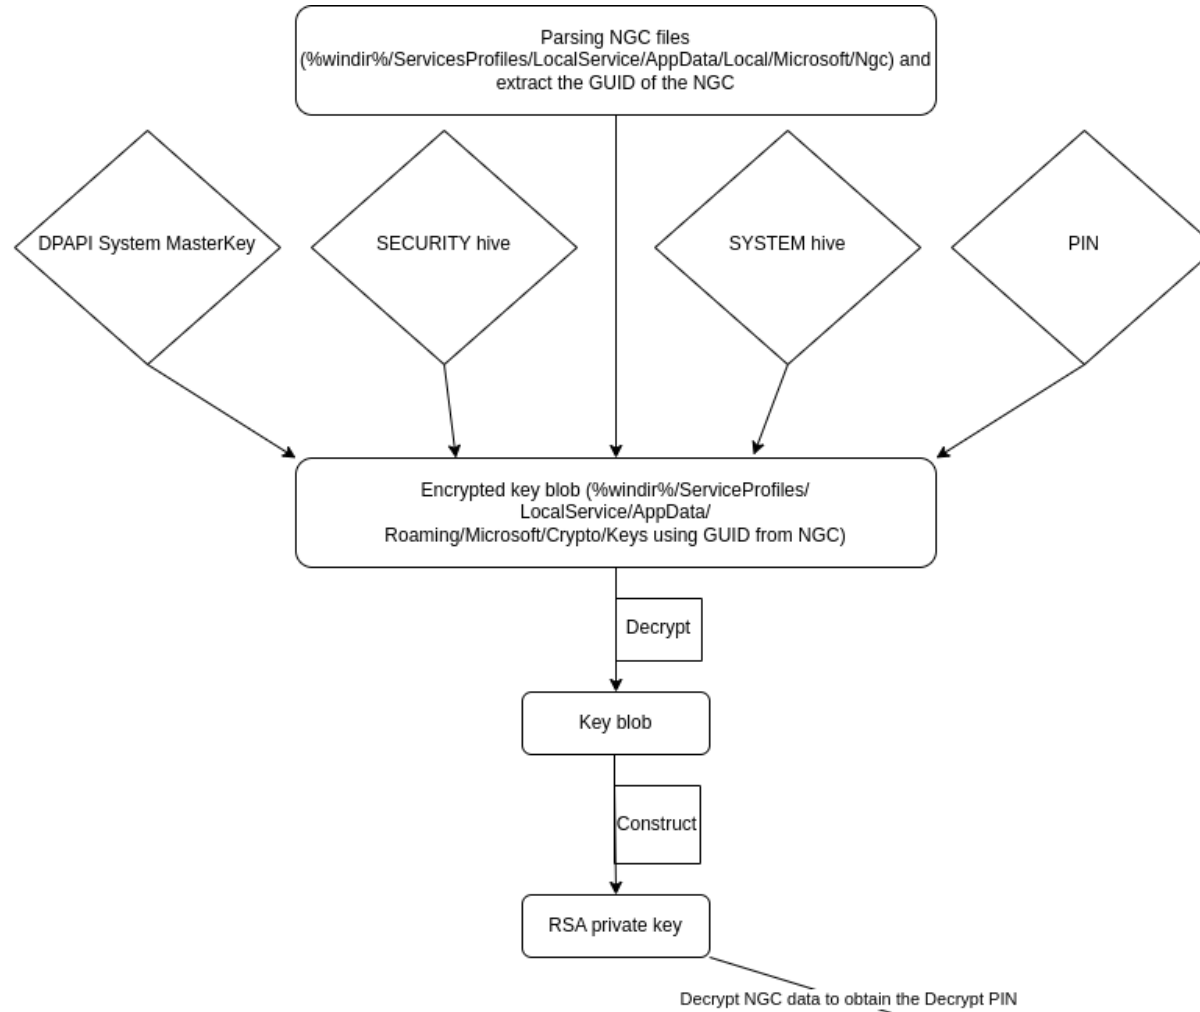 Parsing NGC files
(%windir%/ServicesProfiles/LocalService/AppData/Local/Microsoft/Ngc) and
extract the GUID of the NGC
DPAPI System MasterKey
SECURITY hive
SYSTEM hive
PIN
Encrypted key blob (%windir%/ServiceProfiles/
LocalService/AppData/
Roaming/Microsoft/Crypto/Keys using GUID from NGC)
Decrypt
Key blob
Construct
RSA private key
Decrypt NGC data to obtain the Decrypt PIN